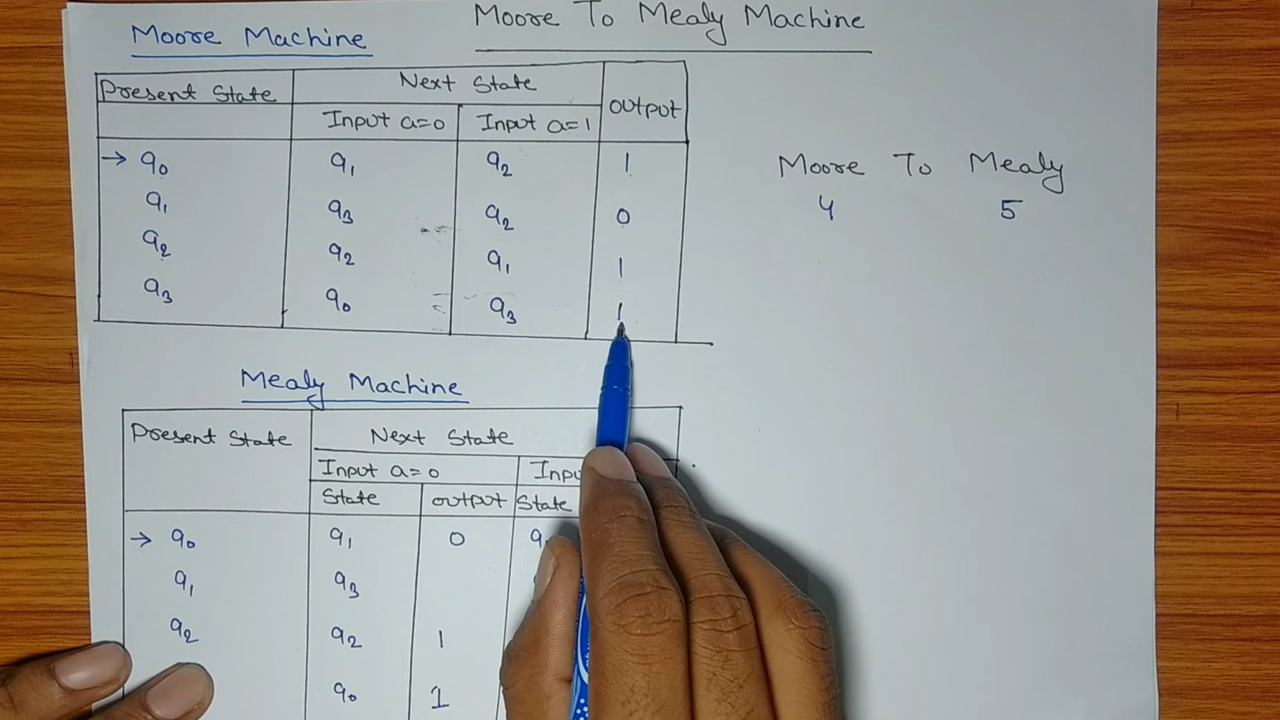 Moore To Mealy Machine
Moore Machine
Present State Next State output
Input a=0 Input a=1
→ q0 q1 q2 1
q1 q3 q2 0
q2 q2 q1 1
q3 q0 q3 1
Moore To Mealy
4 5
Mealy Machine
Present State Next State
Input a=0
State output State
→ q0 q1 0
q1 q3
q2 q2 1
q0 1